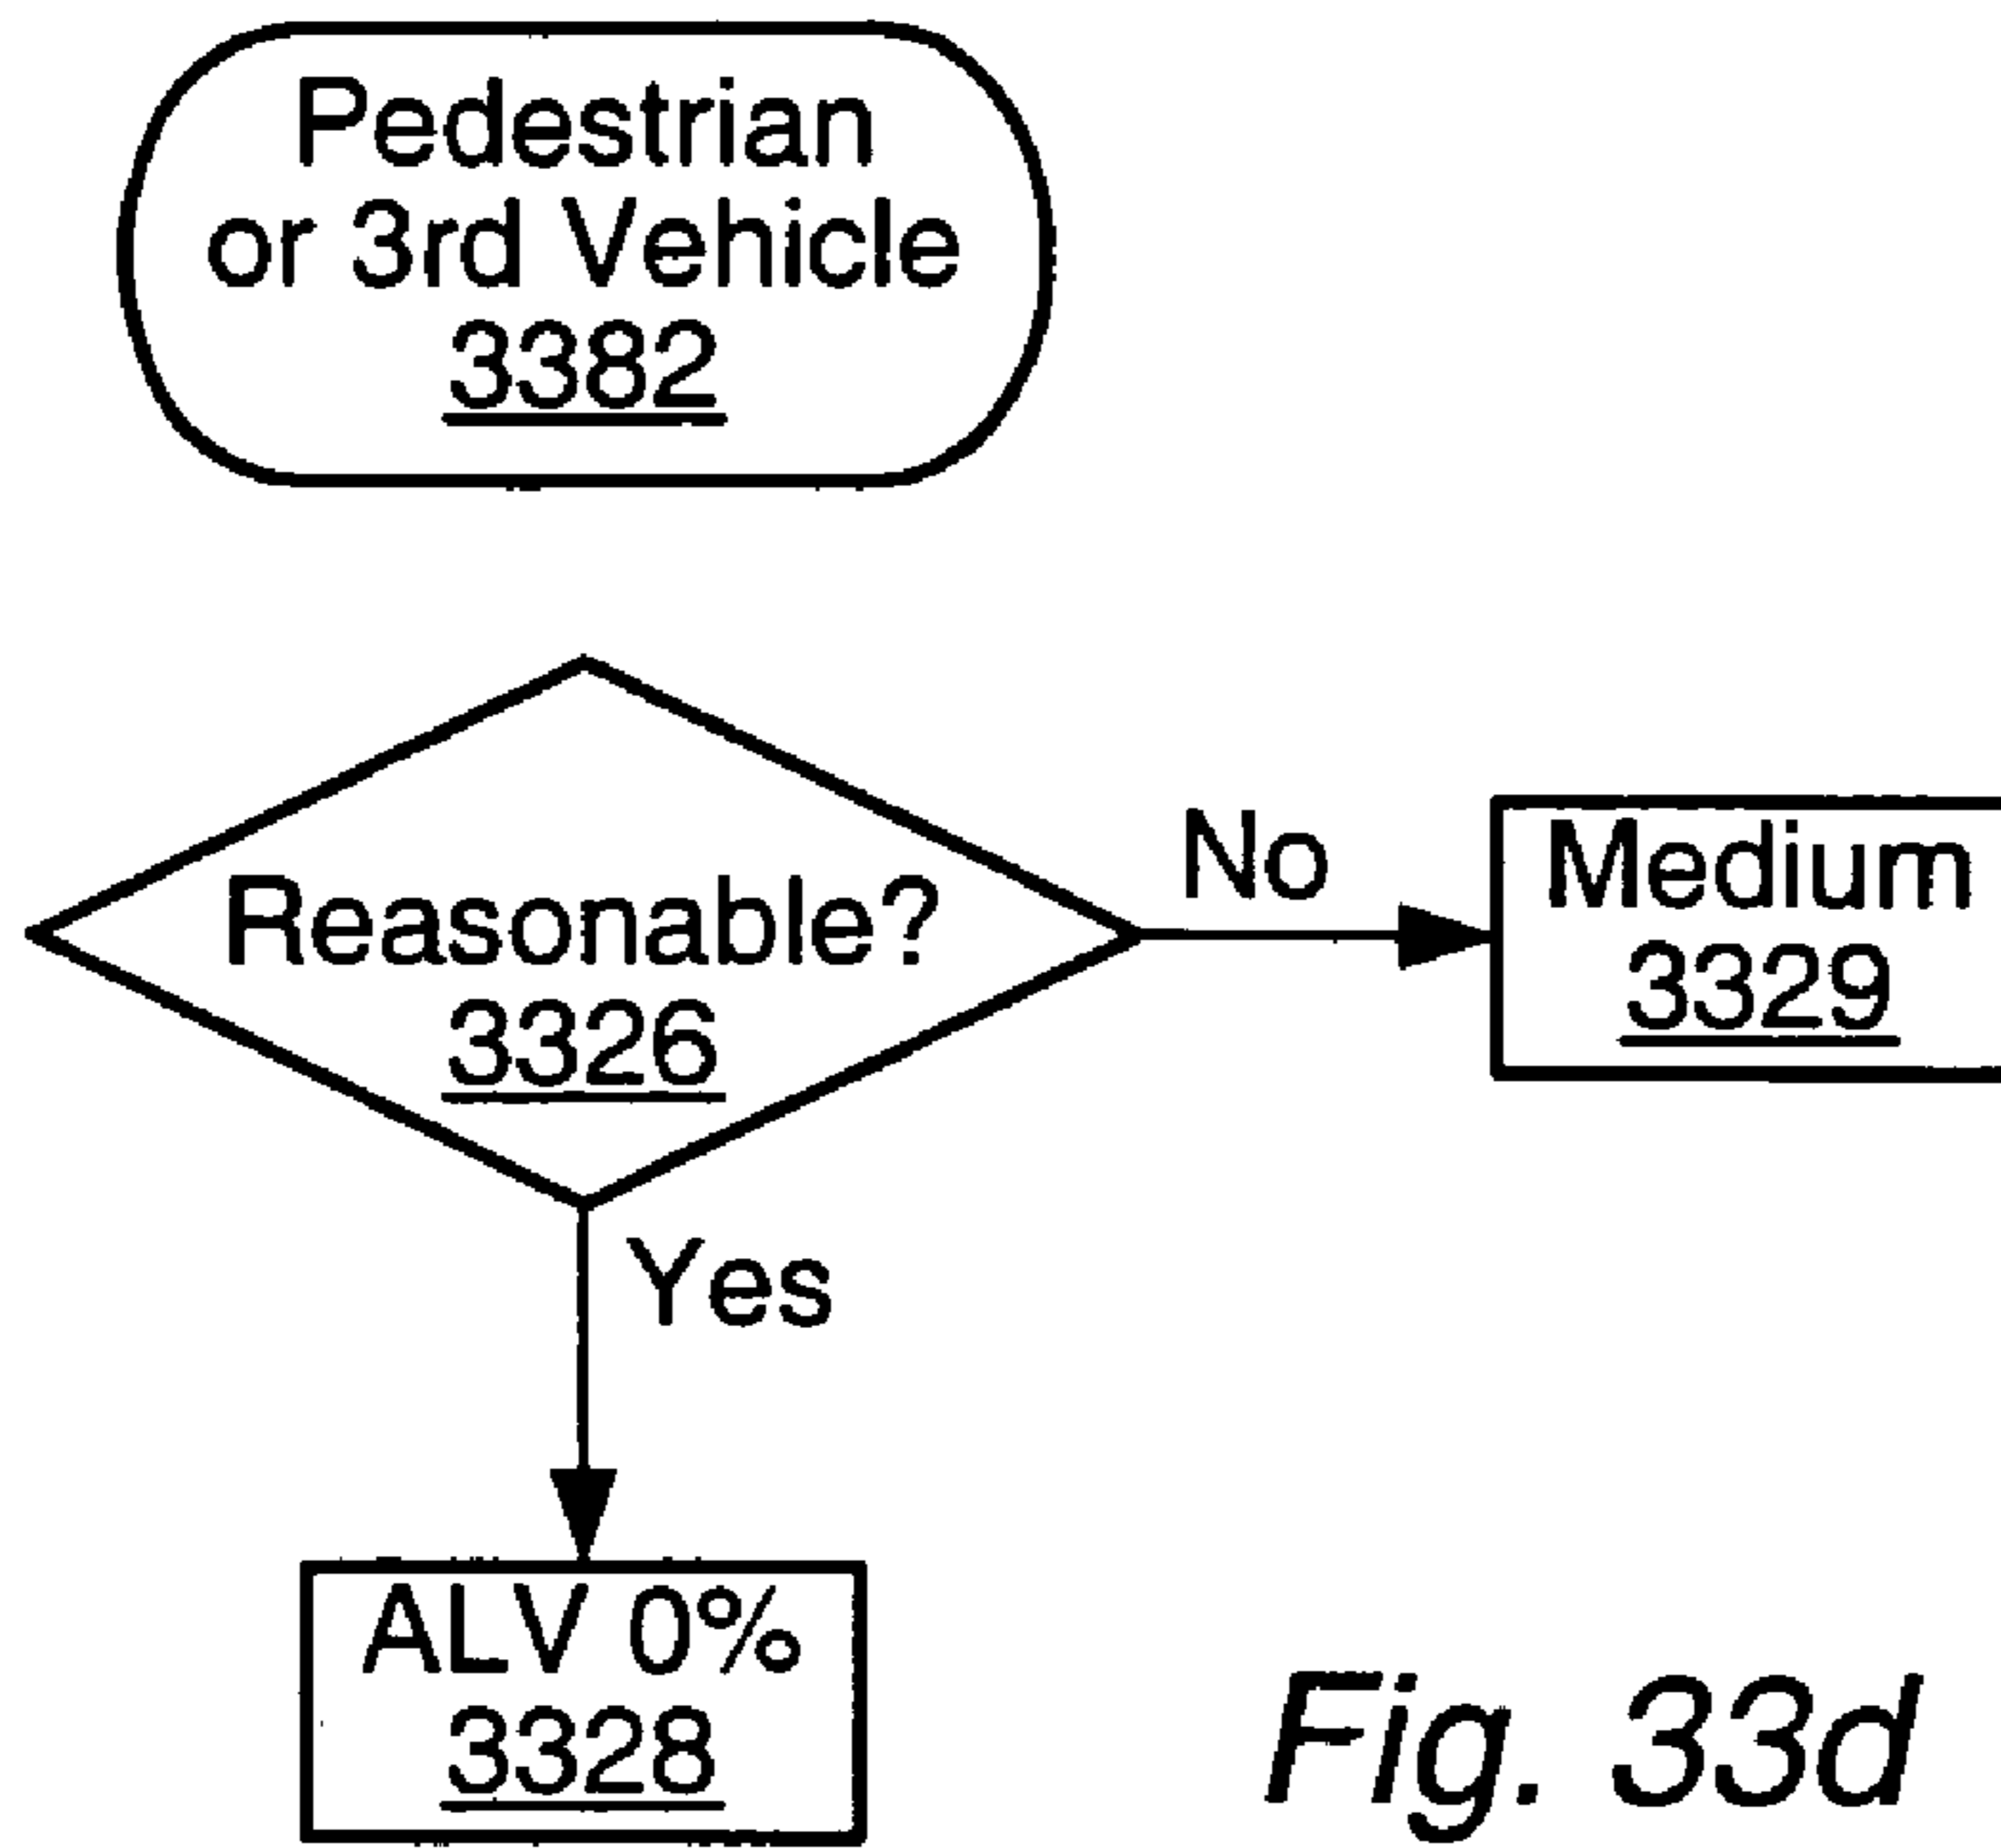 Pedestrian
or 3rd Vehicle
3382
Reasonable?
3326
No
Medium
3329
Yes
ALV 0%
3328
Fig. 33d